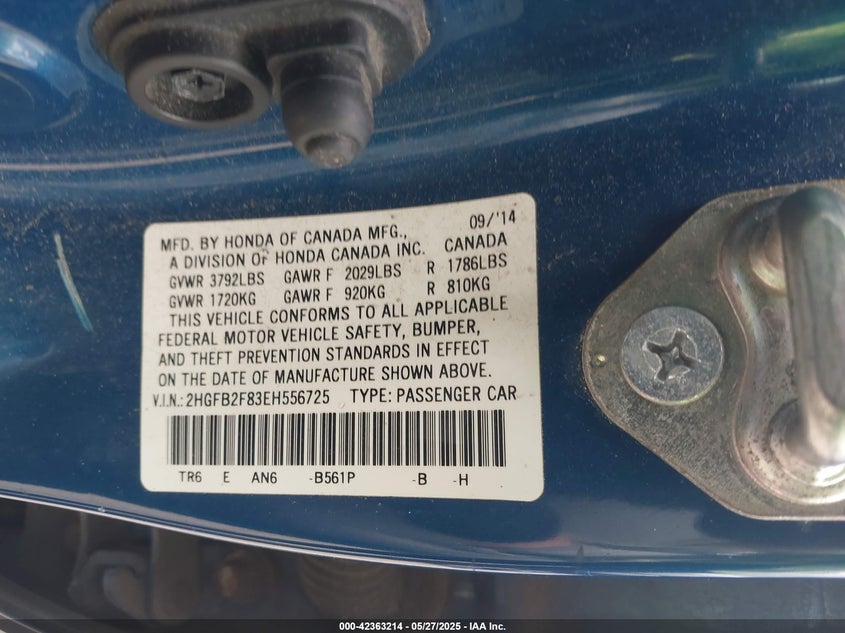 09/'14
MFD. BY HONDA OF CANADA MFG.,
A DIVISION OF HONDA CANADA INC. CANADA
GVWR 3792LBS GAWR F 2029LBS R 1786LBS
GVWR 1720KG GAWR F 920KG R 810KG
THIS VEHICLE CONFORMS TO ALL APPLICABLE
FEDERAL MOTOR VEHICLE SAFETY, BUMPER,
AND THEFT PREVENTION STANDARDS IN EFFECT
ON THE DATE OF MANUFACTURE SHOWN ABOVE.
V.I.N.:2HGFB2F83EH556725 TYPE: PASSENGER CAR
TR6 E AN6 -B561P -B -H
000-42363214 - 05/27/2025 - IAA Inc.